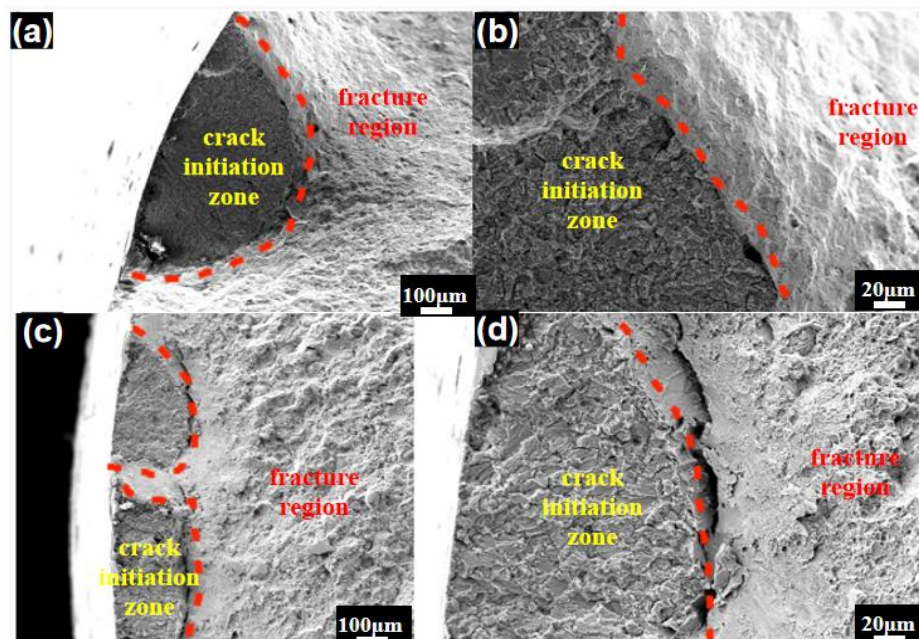 (a)
fracture
region
crack
initiation
zone
100μm
(b)
fracture
region
crack
initiation
zone
20μm
(c)
fracture
region
crack
initiation
zone
100μm
(d)
crack
initiation
zone
fracture
region
20μm